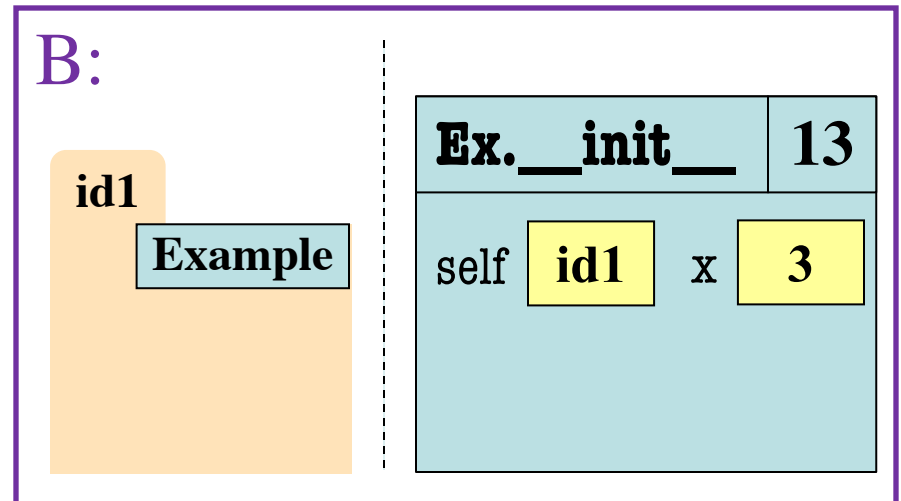 B:
id1
Example
Ex.__init__ 13
self id1 x 3